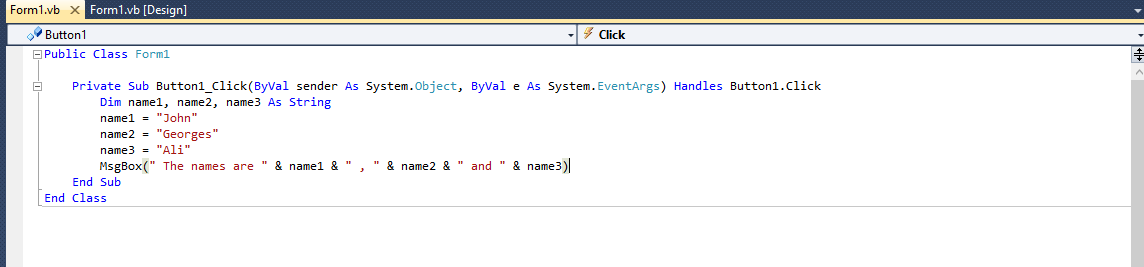 Form1.vb Form1.vb [Design]
Button1 Click
Public Class Form1
Private Sub Button1_Click(ByVal sender As System.Object, ByVal e As System.EventArgs) Handles Button1.Click
Dim name1, name2, name3 As String
name1 = "John"
name2 = "Georges"
name3 = "Ali"
MsgBox(" The names are " & name1 & " , " & name2 & " and " & name3)
End Sub
End Class